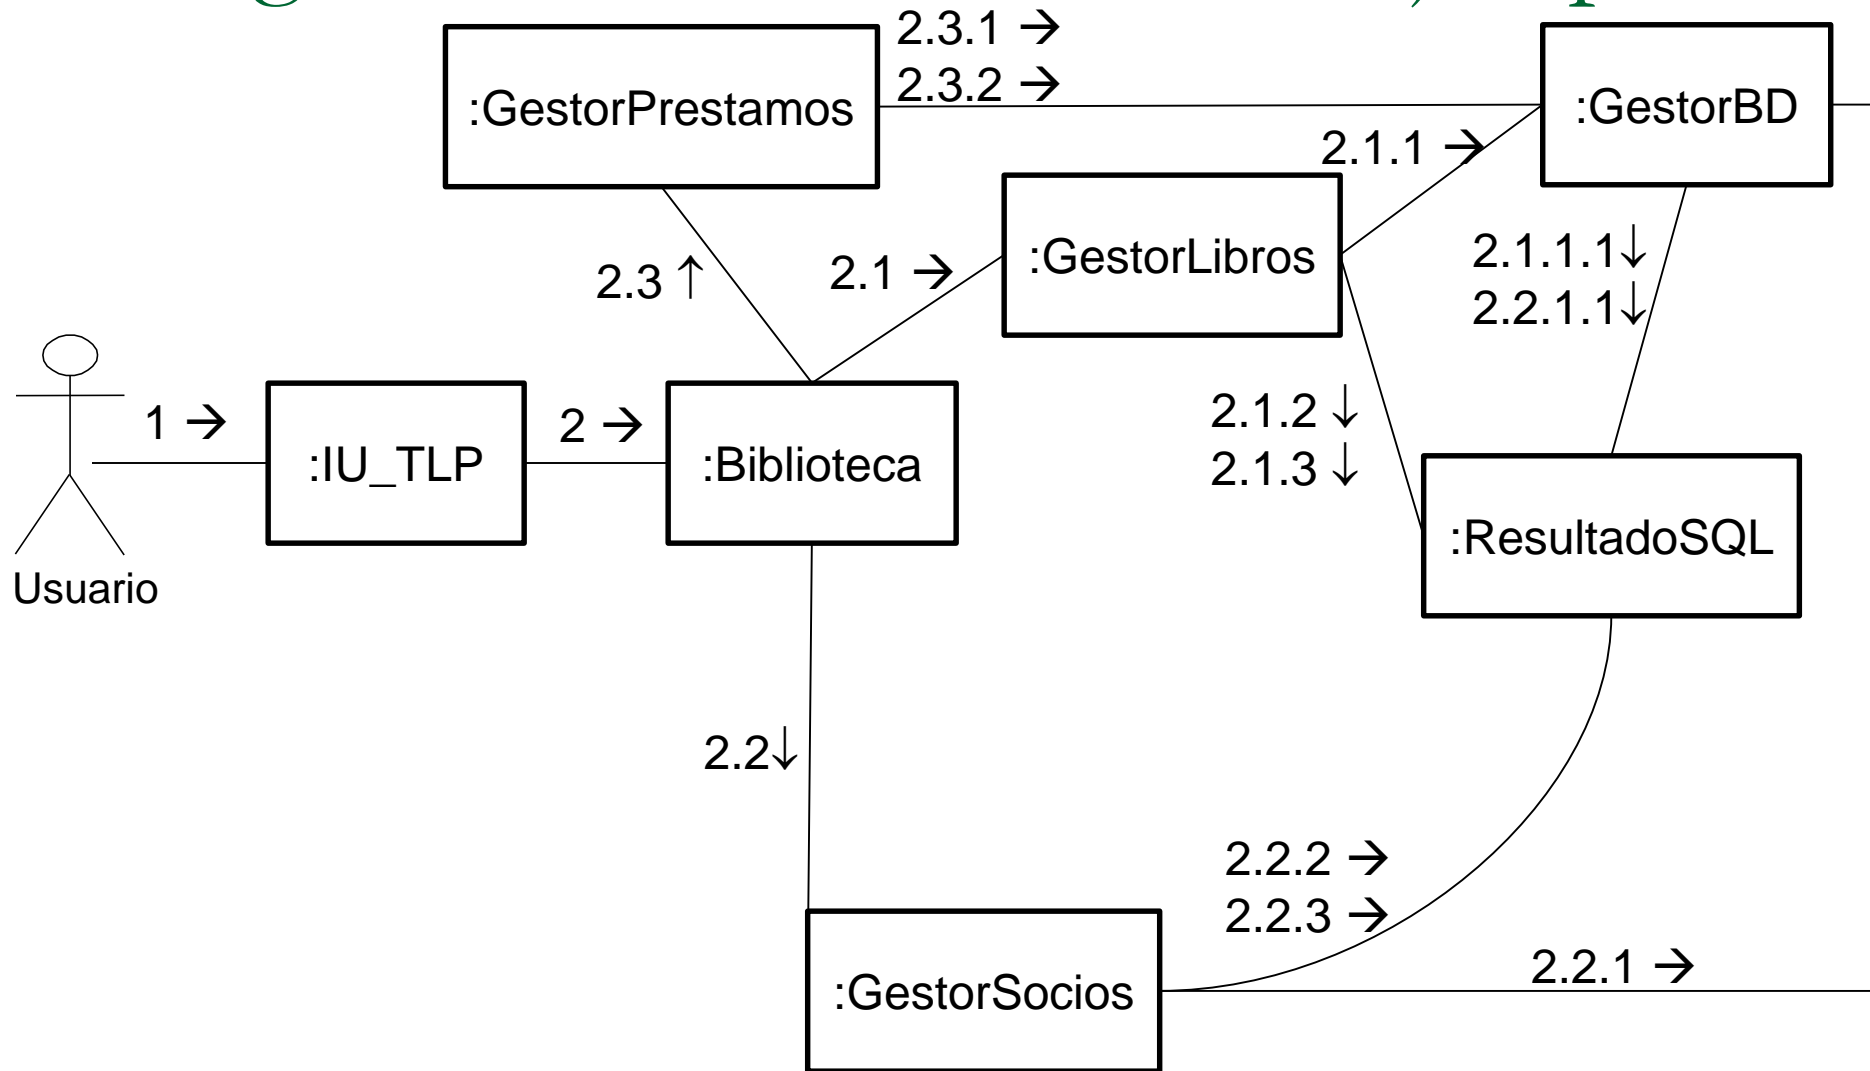 2.3.1 →
2.3.2 →
:GestorPrestamos
:GestorBD
2.1.1 →
:GestorLibros
2.3 ↑
2.1 →
2.1.1.1↓
2.2.1.1↓
1 →
:IU_TLP
2 →
:Biblioteca
2.1.2 ↓
2.1.3 ↓
:ResultadoSQL
Usuario
2.2↓
2.2.2 →
2.2.3 →
2.2.1 →
:GestorSocios